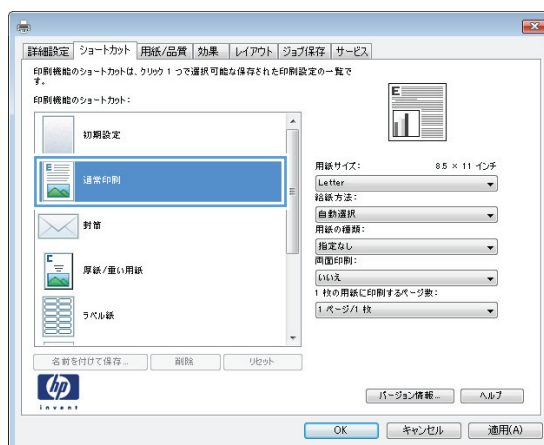 詳細設定 ショートカット 用紙/品質 効果 レイアウト ジョブ保存 サービス
印刷機能のショートカットは、クリック 1 つで選択可能な保存された印刷設定の一覧で
す。
印刷機能のショートカット:
初期設定
E
通常印刷
封筒
E
厚紙/重い用紙
ラベル紙
名前を付けて保存... 削除 リセット
E
用紙サイズ: 8.5 × 11 インチ
Letter
給紙方法:
自動選択
用紙の種類:
指定なし
両面印刷:
いいえ
1 枚の用紙に印刷するページ数:
1 ページ/1 枚
hp
invent
バージョン情報... ヘルプ
OK キャンセル 適用(A)